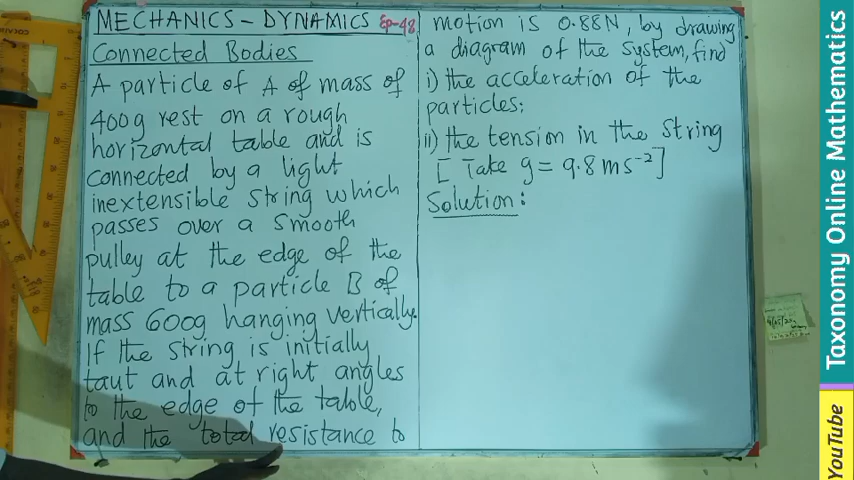 MECHANICS - DYNAMICS Ep-48
Connected Bodies
A particle of A of mass of
400g rest on a rough
horizontal table and is
connected by a light
inextensible string which
passes over a smooth
pulley at the edge of the
table to a particle B of
mass 600g hanging vertically.
If the string is initially
taut and at right angles
to the edge of the table,
and the total resistance to
motion is 0.88N, by drawing
a diagram of the system, find
i) the acceleration of the
particles;
ii) the tension in the string
[ Take g = 9.8 ms⁻²]
Solution:
Taxonomy Online Mathematics
YouTube